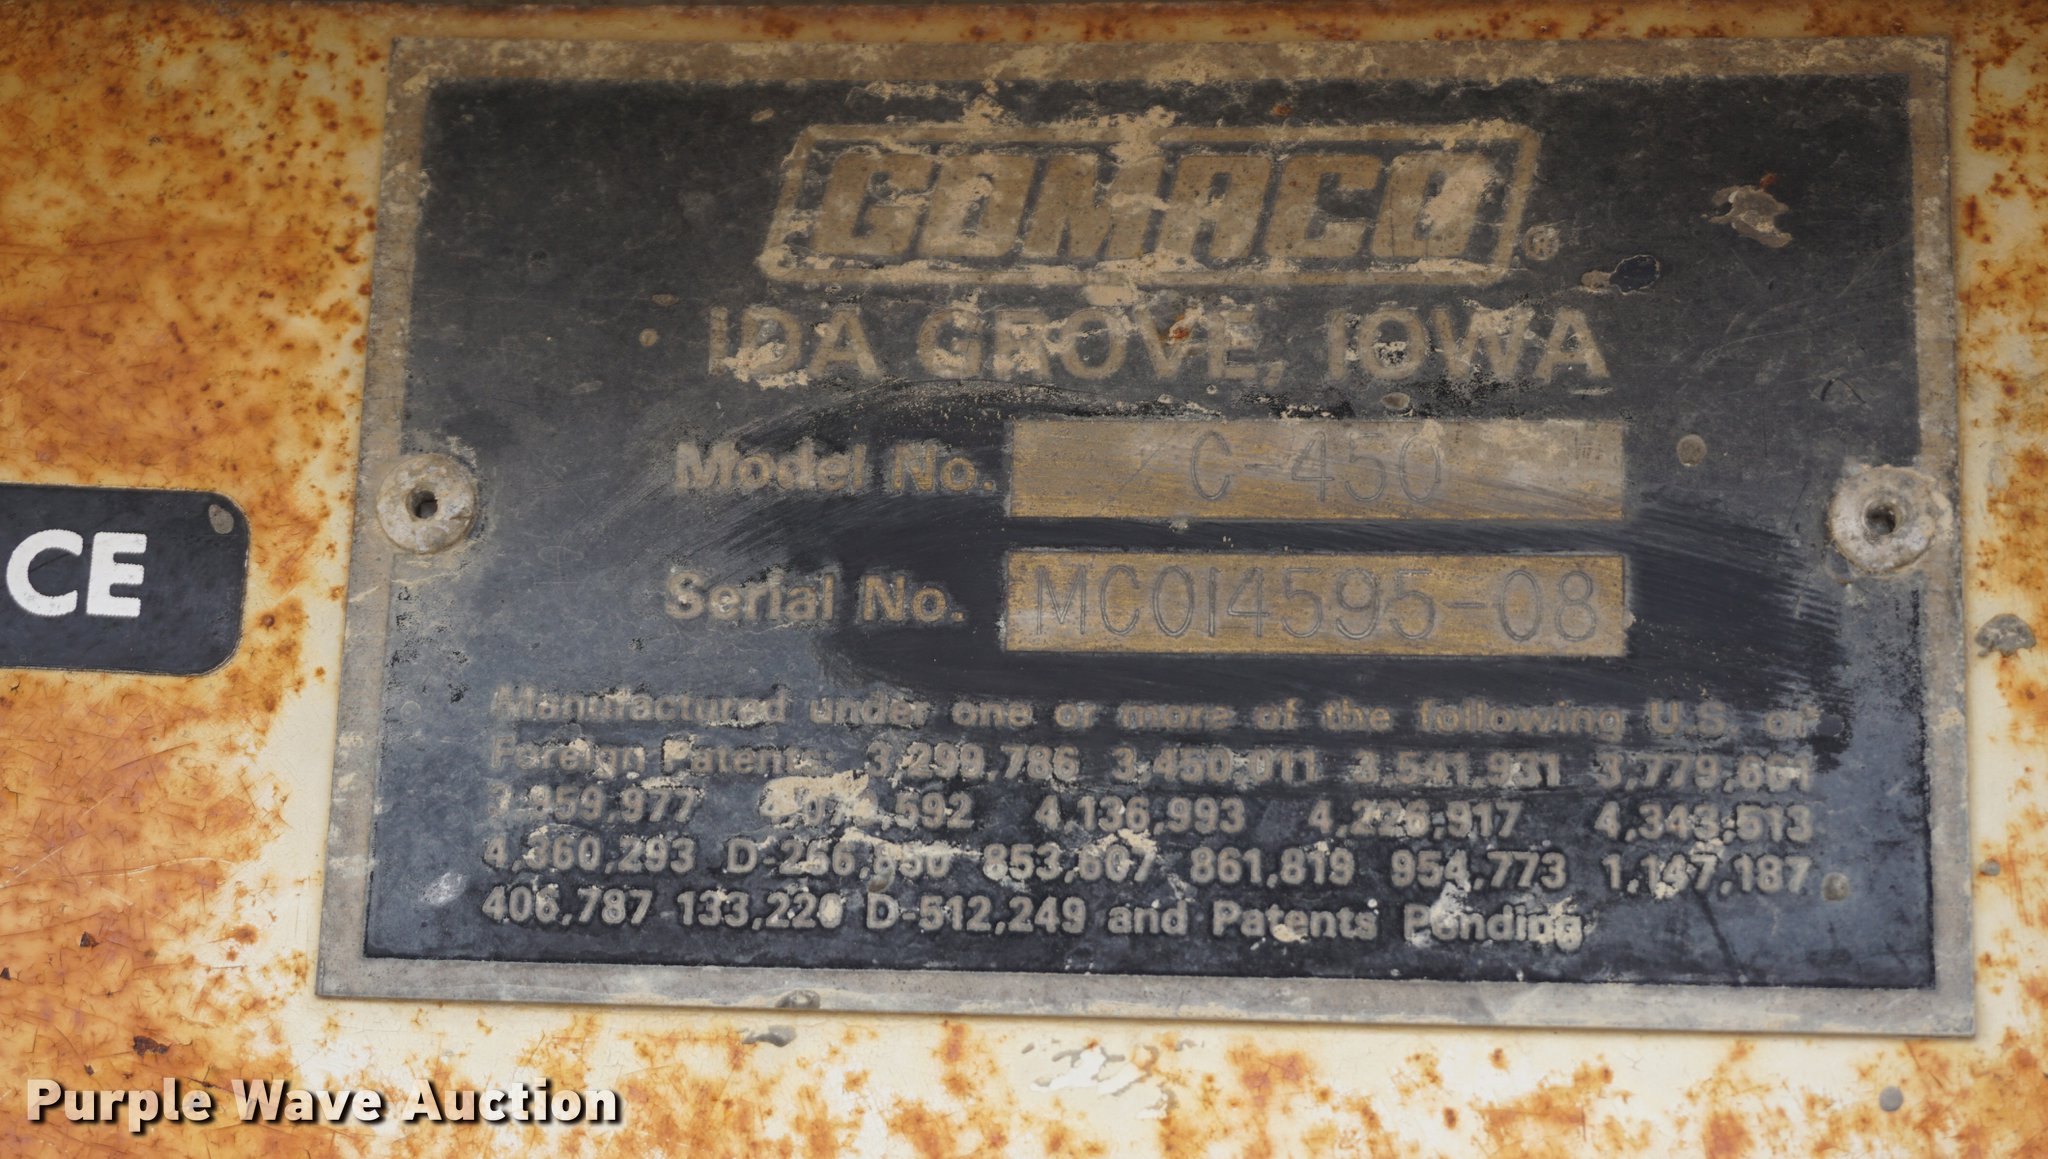 GOMACO ®
IDA GROVE, IOWA
Model No. C-450
Serial No. MC014595-08
CE
Manufactured under one or more of the following U.S. or
Foreign Patents: 3,299,786 3,450,011 3,541,931 3,779,661
3,959,977 4,136,993 4,226,917 4,343,513
4,360,293 853,607 861,819 954,773 1,147,187
406,787 133,220 D-512,249 and Patents Pending
Purple Wave Auction